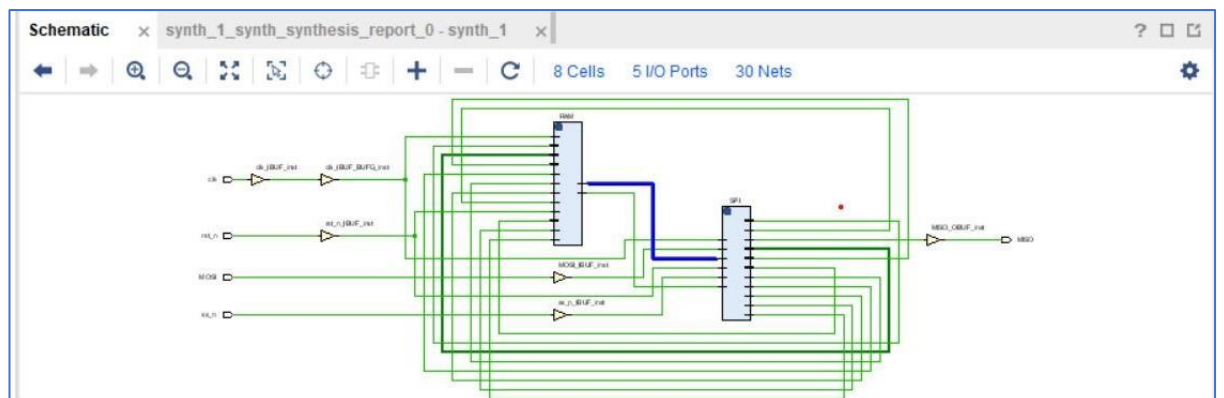 Schematic × synth_1_synth_synthesis_report_0 - synth_1 ×
8 Cells 5 I/O Ports 30 Nets
RAM
clk_IBUF_inst clk_IBUF_BUFG_inst
clk
SPI
rst_n_IBUF_inst
MISO_OBUF_inst
rst_n MISO
MOSI_IBUF_inst
MOSI
ss_n_IBUF_inst
ss_n